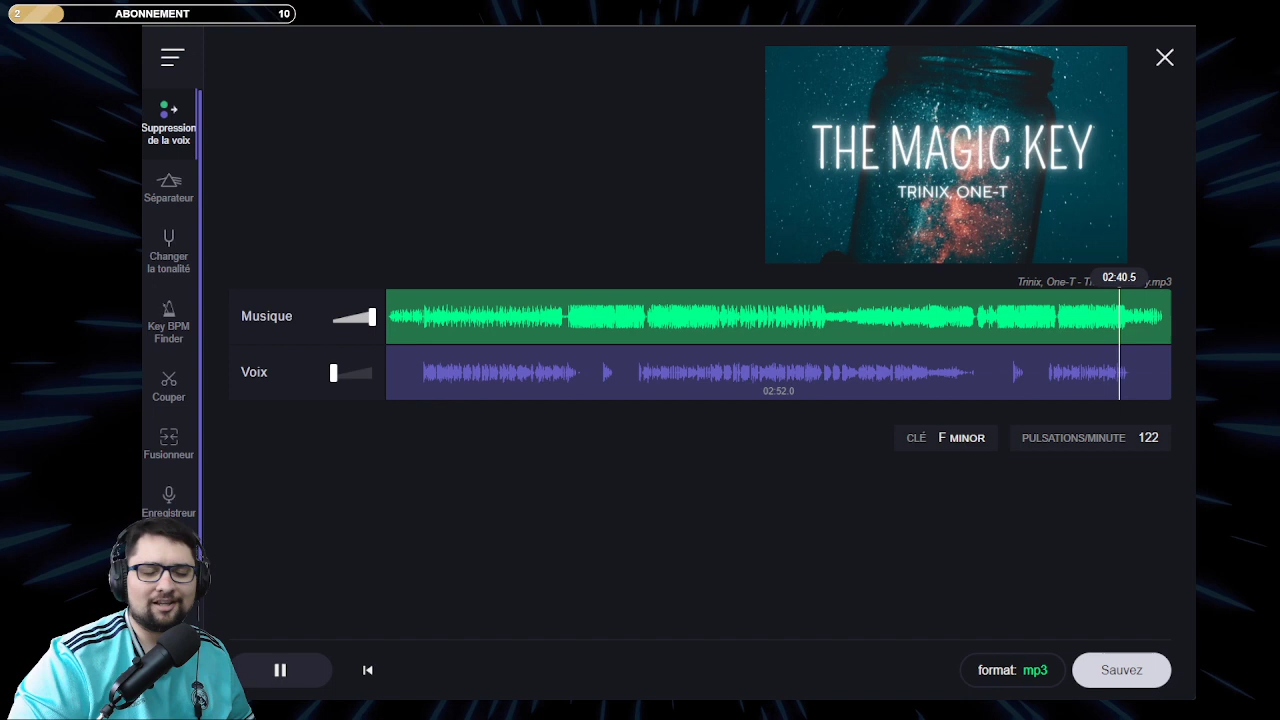 2 ABONNEMENT 10
Suppression
de la voix
Séparateur
Changer
la tonalité
Key BPM
Finder
Couper
Fusionneur
Enregistreur
THE MAGIC KEY
TRINIX, ONE-T
02:40.5
Trinix, One-T - T y.mp3
Musique
Voix
02:52.0
CLÉ F MINOR
PULSATIONS/MINUTE 122
format: mp3
Sauvez